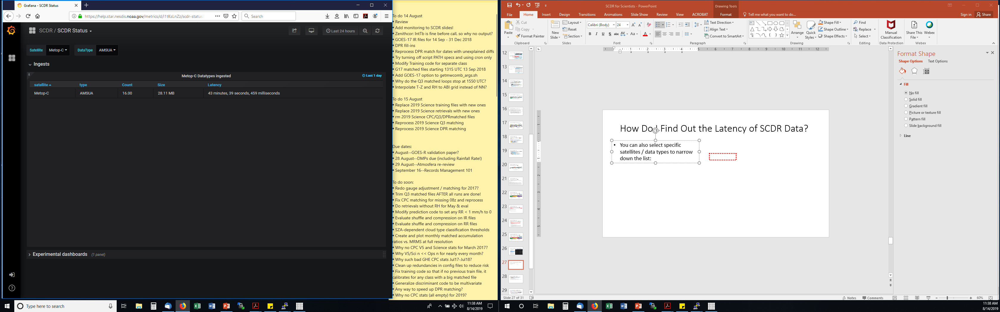 Grafana - SCDR Status
https://help.star.nesdis.noaa.gov/metrics/d/i1tKsLnZz/scdr-status
Search
SCDR / SCDR Status
Last 24 hours
Satellite Metop-C DataType AMSUA
Ingests
Metop-C Datatypes ingested
Last 1 day
satellite type Count Size Latency
Metop-C AMSUA 16.00 28.11 MB 43 minutes, 39 seconds, 459 milliseconds
Experimental dashboards (1 panel)
To do 14 August
• Review
• Add monitoring to SCDR slides!
• Zenithcor: IntTb is fine before call, so why no output?
• GOES-17 IR files for 14 Sep - 31 Dec 2018
• DPR fill-ins
• Reprocess DPR match for dates with unexplained diffs
• Try turning off script PATH specs and using cron only
• Modify Training code for separate class
• G17 matched files starting 1315 UTC 13 Sep 2018
• Add GOES-17 option to getmwcomb_args.sh
• Why do the Q3 matched loops stop at 1550 UTC?
• Interpolate T-Z and RH to ABI grid instead of NN?
To do 15 August
• Replace 2019 Science training files with new ones
• Replace 2019 Science retrievals with new ones
• rm 2019 Science CPC/Q3/DPRmatched files
• Reprocess 2019 Science Q3 matching
• Reprocess 2019 Science DPR matching
Due dates:
• August--GOES-R validation paper?
• 28 August--DMPs due (including Rainfall Rate!)
• 29 August--Atmosfera re-review
• September 16--Records Management 101
To do soon:
• Redo gauge adjustment / matching for 2017?
• Trim Q3 matched files AFTER all runs are done!
• Fix CPC matching for missing 08z and reprocess
• Do retrievals without RH for May & eval
• Modify prediction code to set any RR < 1 mm/h to 0
• Evaluate shuffle and compression on IR files
• Evaluate shuffle and compression on RR files
• SZA-dependent cloud type classification thresholds
• Create and plot monthly matched accumulation
ratios vs. MRMS at full resolution
• Why no CPC V5 and Science stats for March 2017?
• Why V5/Sci n << Ops n for nearly every month?
• Why such bad GHE CPC stats Jul17-Jul18?
• Clean up redundancies in config files to reduce risk
• Fix training code so that if no previous train file, it
calibrates for any class with a big matched file
• Generalize discriminant code to be multivariate
• Any way to speed up DPR matching?
• Why no CPC stats (all empty) for 2019?
SCDR for Scientists - PowerPoint
Drawing Tools
File Home Insert Design Transitions Animations Slide Show Review View ACROBAT Format Tell me what you want to do...
Sign in Share
Paste
Cut
Copy
Format Painter
Clipboard
New
Slide
Layout
Reset
Section
Slides
Calibri (Body) 24
B I U S abc AV Aa A
Font
Text Direction
Align Text
Convert to SmartArt
Paragraph
Arrange
Quick
Styles
Shape Fill
Shape Outline
Shape Effects
Drawing
Find
Replace
Select
Editing
Manual
Classification
Data Protection
Share This
File
Webex
Webex
12
13
14
15
16
17
18
19
20
21
22
23
24
25
26
27
28
29
How Do I Find Out the Latency of SCDR Data?
• You can also select specific
satellites / data types to narrow
down the list:
Format Shape
Shape Options Text Options
Fill
No fill
Solid fill
Gradient fill
Picture or texture fill
Pattern fill
Slide background fill
Line
Slide 27 of 31
Notes Comments
60%
Type here to search
11:38 AM
8/14/2019
11:38 AM
8/14/2019